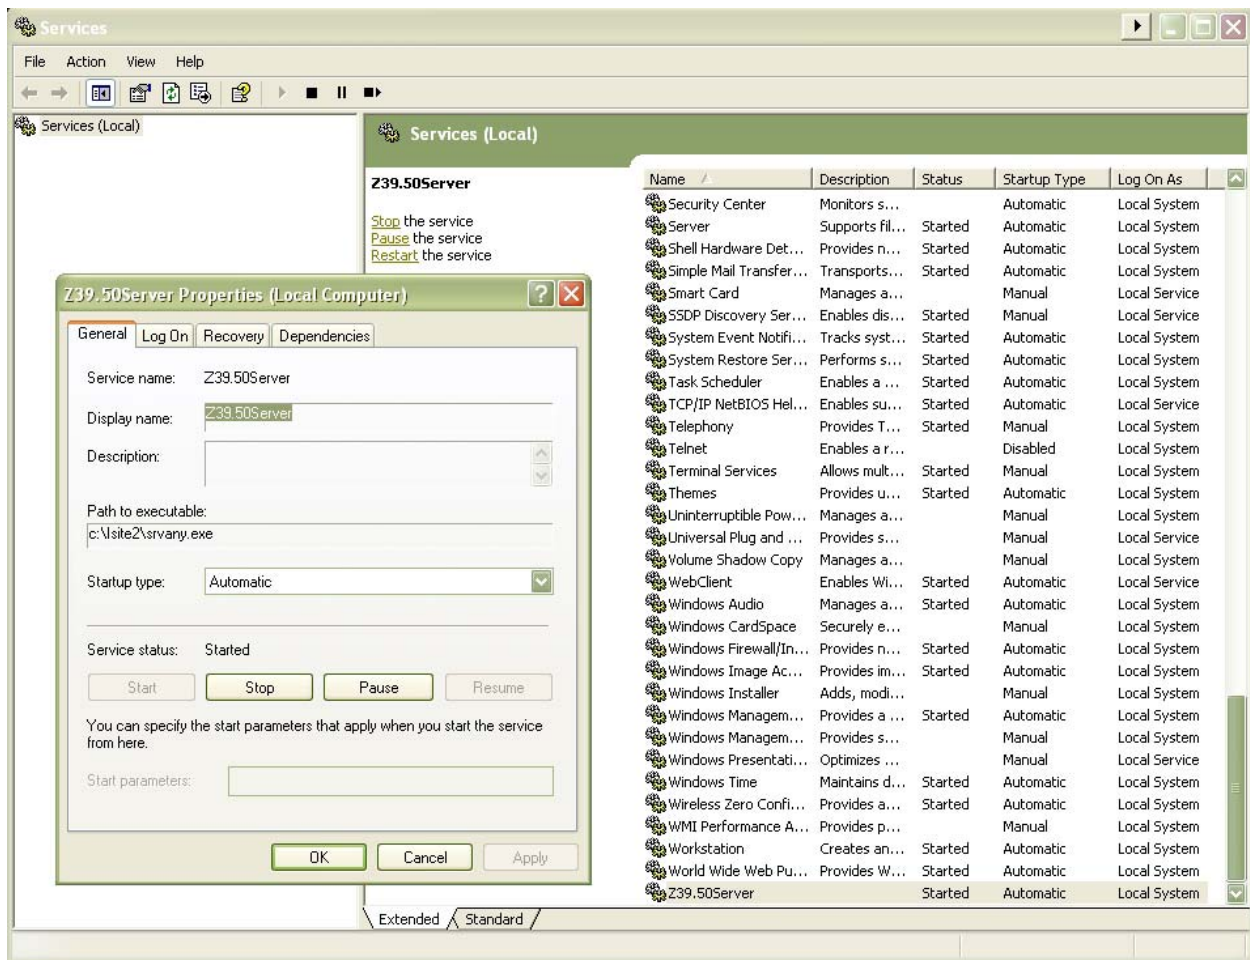 Services
File Action View Help
Services (Local)
Services (Local)
Z39.50Server
Stop the service
Pause the service
Restart the service
Name Description Status Startup Type Log On As
Security Center Monitors s... Automatic Local System
Server Supports fil... Started Automatic Local System
Shell Hardware Det... Provides n... Started Automatic Local System
Simple Mail Transfer... Transports... Started Automatic Local System
Smart Card Manages a... Manual Local Service
SSDP Discovery Ser... Enables dis... Started Manual Local Service
System Event Notifi... Tracks syst... Started Automatic Local System
System Restore Ser... Performs s... Started Automatic Local System
Task Scheduler Enables a ... Started Automatic Local System
TCP/IP NetBIOS Hel... Enables su... Started Automatic Local Service
Telephony Provides T... Started Manual Local System
Telnet Enables a r... Disabled Local System
Terminal Services Allows mult... Started Manual Local System
Themes Provides u... Started Automatic Local System
Uninterruptible Pow... Manages a... Manual Local System
Universal Plug and ... Provides s... Manual Local Service
Volume Shadow Copy Manages a... Manual Local System
WebClient Enables Wi... Started Automatic Local Service
Windows Audio Manages a... Started Automatic Local System
Windows CardSpace Securely e... Manual Local System
Windows Firewall/In... Provides n... Started Automatic Local System
Windows Image Ac... Provides im... Started Automatic Local System
Windows Installer Adds, modi... Manual Local System
Windows Managem... Provides a ... Started Automatic Local System
Windows Managem... Provides s... Manual Local System
Windows Presentati... Optimizes ... Manual Local Service
Windows Time Maintains d... Started Automatic Local System
Wireless Zero Confi... Provides a... Started Automatic Local System
WMI Performance A... Provides p... Manual Local System
Workstation Creates an... Started Automatic Local System
World Wide Web Pu... Provides W... Started Automatic Local System
Z39.50Server Started Automatic Local System
Extended Standard
Z39.50Server Properties (Local Computer)
General Log On Recovery Dependencies
Service name: Z39.50Server
Display name: Z39.50Server
Description:
Path to executable:
c:\Isite2\srvany.exe
Startup type: Automatic
Service status: Started
Start Stop Pause Resume
You can specify the start parameters that apply when you start the service
from here.
Start parameters:
OK Cancel Apply